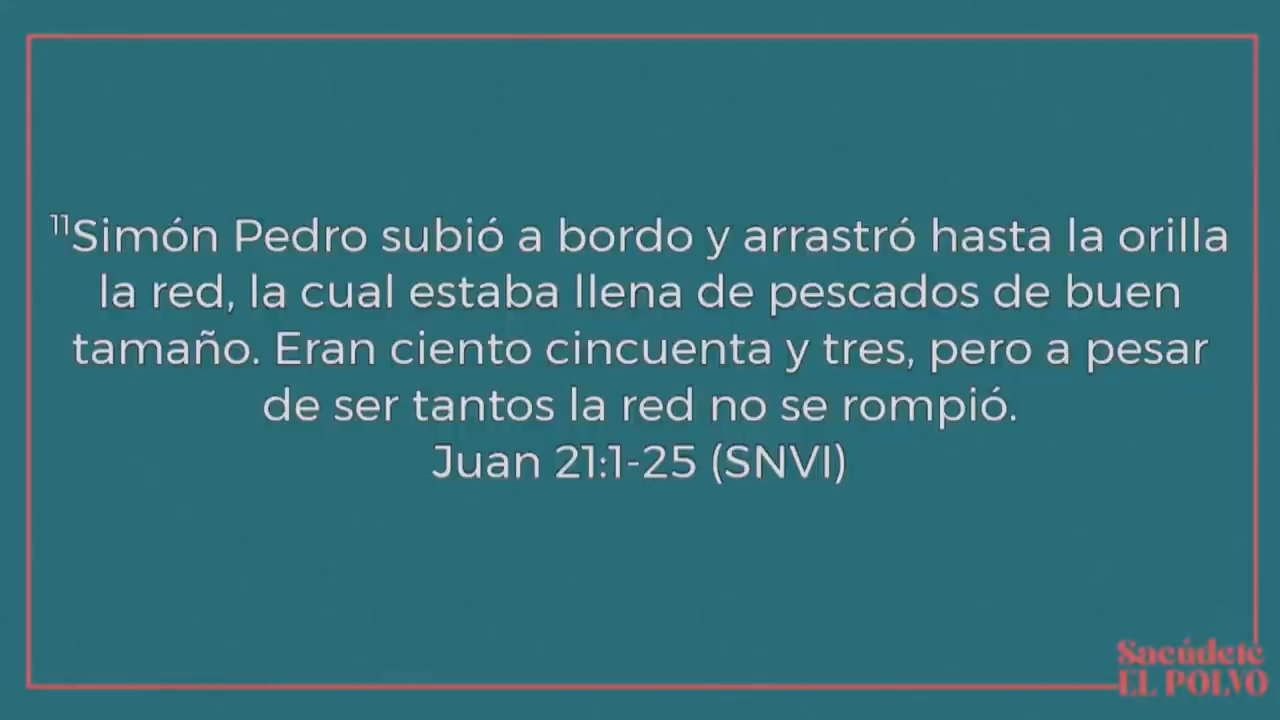 ¹¹Simón Pedro subió a bordo y arrastró hasta la orilla
la red, la cual estaba llena de pescados de buen
tamaño. Eran ciento cincuenta y tres, pero a pesar
de ser tantos la red no se rompió.
Juan 21:1-25 (SNVI)
Sacúdete
EL POLVO